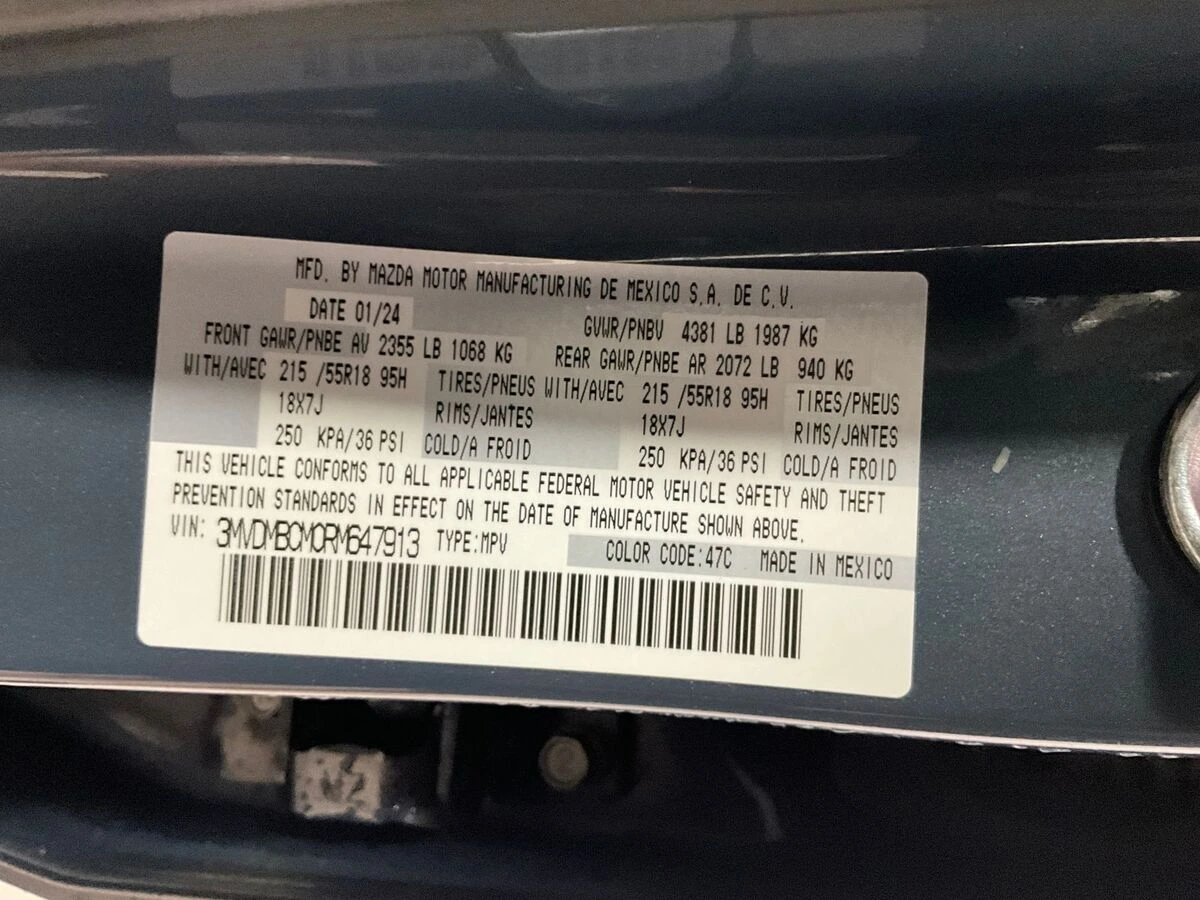 MFD. BY MAZDA MOTOR MANUFACTURING DE MEXICO S.A. DE C.V.
DATE 01/24 GVWR/PNBV 4381 LB 1987 KG
FRONT GAWR/PNBE AV 2355 LB 1068 KG REAR GAWR/PNBE AR 2072 LB 940 KG
WITH/AVEC 215 /55R18 95H TIRES/PNEUS WITH/AVEC 215 /55R18 95H TIRES/PNEUS
18X7J RIMS/JANTES 18X7J RIMS/JANTES
250 KPA/36 PSI COLD/A FROID 250 KPA/36 PSI COLD/A FROID
THIS VEHICLE CONFORMS TO ALL APPLICABLE FEDERAL MOTOR VEHICLE SAFETY AND THEFT
PREVENTION STANDARDS IN EFFECT ON THE DATE OF MANUFACTURE SHOWN ABOVE.
VIN: 3MVDMBCM0RM647913 TYPE:MPV COLOR CODE:47C MADE IN MEXICO